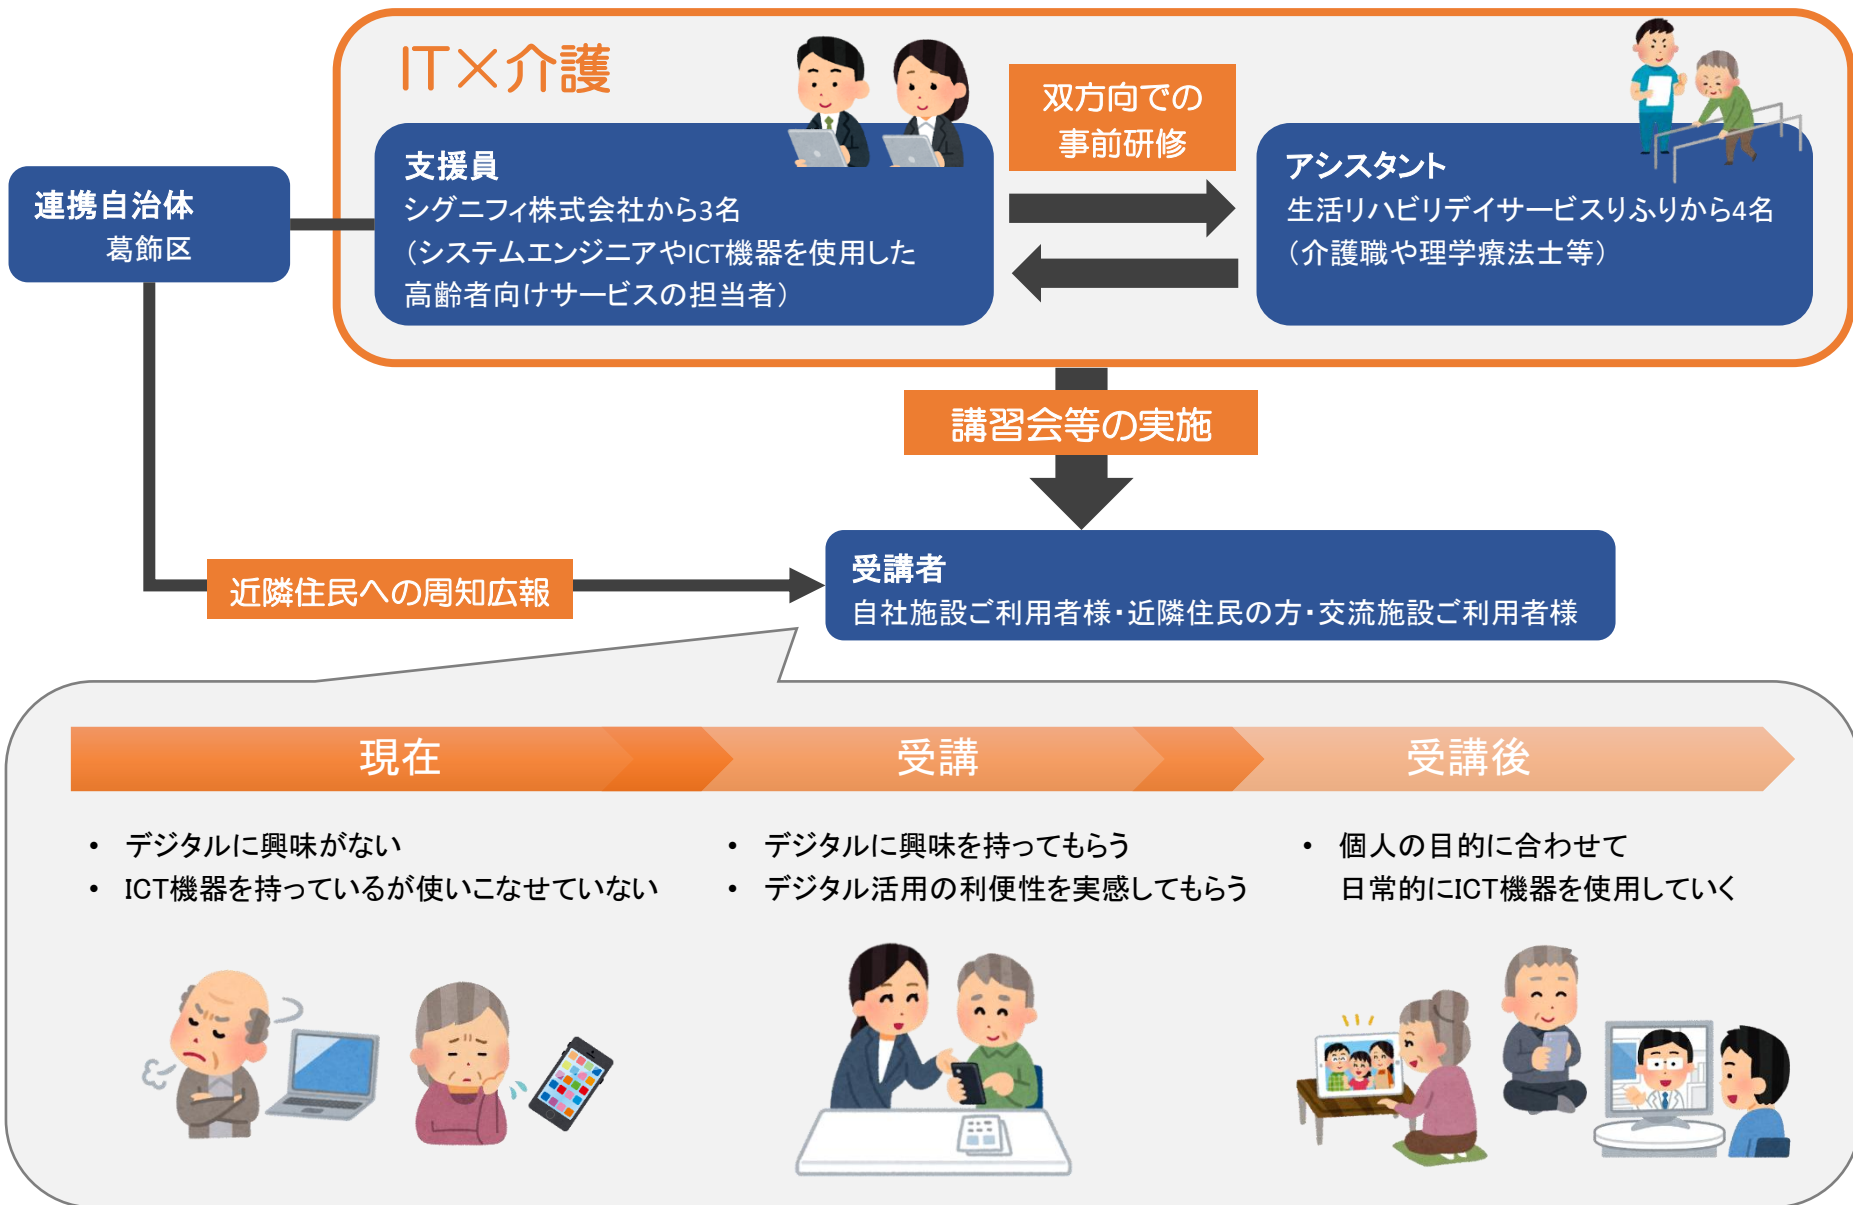 IT×介護
双方向での
事前研修
支援員
シグニフィ株式会社から3名
（システムエンジニアやICT機器を使用した
高齢者向けサービスの担当者）
アシスタント
生活リハビリデイサービスりふりから4名
（介護職や理学療法士等）
連携自治体
葛飾区
講習会等の実施
近隣住民への周知広報
受講者
自社施設ご利用者様・近隣住民の方・交流施設ご利用者様
現在
受講
受講後
• デジタルに興味がない
• ICT機器を持っているが使いこなせていない
• デジタルに興味を持ってもらう
• デジタル活用の利便性を実感してもらう
• 個人の目的に合わせて
日常的にICT機器を使用していく